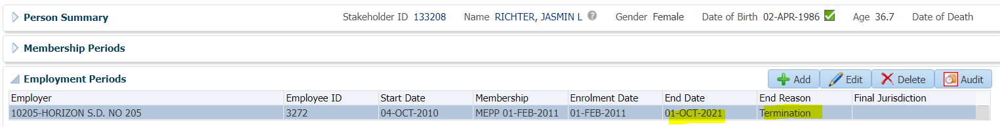 Person Summary Stakeholder ID 133208 Name RICHTER, JASMIN L Gender Female Date of Birth 02-APR-1986 Age 36.7 Date of Death
Membership Periods
Employment Periods Add Edit Delete Audit
Employer Employee ID Start Date Membership Enrolment Date End Date End Reason Final Jurisdiction
10205-HORIZON S.D. NO 205 3272 04-OCT-2010 MEPP 01-FEB-2011 01-FEB-2011 01-OCT-2021 Termination